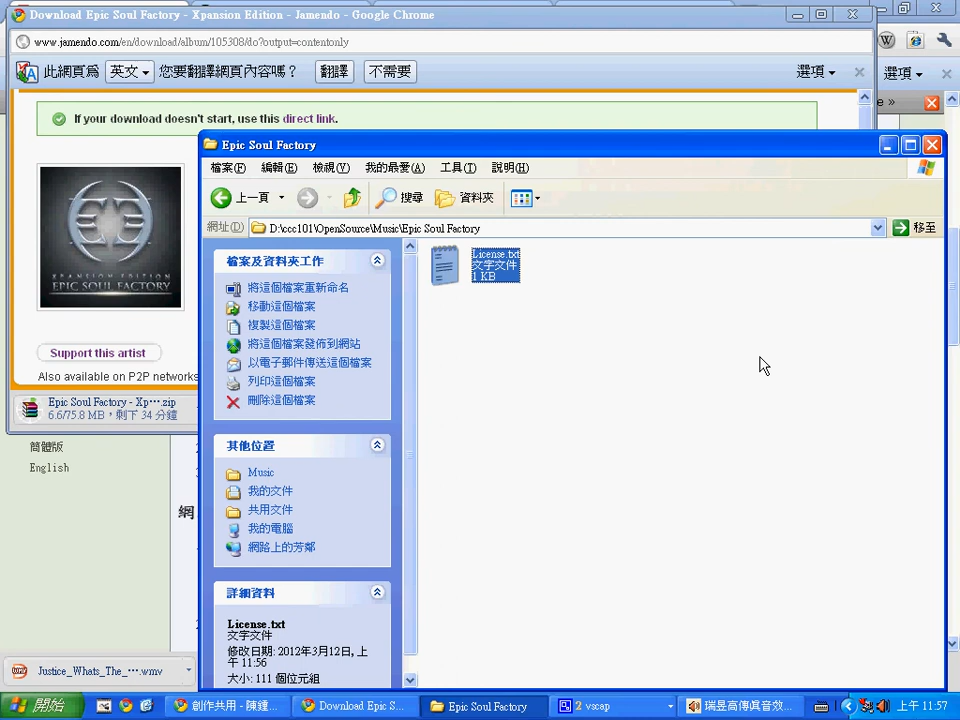 Download Epic Soul Factory - Xpansion Edition - Jamendo - Google Chrome
www.jamendo.com/en/download/album/105308/do?output=contentonly
此網頁為 英文 您要翻譯網頁內容嗎？ 翻譯 不需要 選項
選項
W
e »
If your download doesn't start, use this direct link.
XPANSION EDITION
EPIC SOUL FACTORY
Support this artist
Also available on P2P networks
Epic Soul Factory - Xp⋯.zip
6.6/75.8 MB，剩下 34 分鐘
簡體版
English
網
Epic Soul Factory
檔案(F) 編輯(E) 檢視(V) 我的最愛(A) 工具(T) 說明(H)
上一頁 搜尋 資料夾
網址(D) D:\ccc101\OpenSource\Music\Epic Soul Factory 移至
檔案及資料夾工作
將這個檔案重新命名
移動這個檔案
複製這個檔案
將這個檔案發佈到網站
以電子郵件傳送這個檔案
列印這個檔案
刪除這個檔案
其他位置
Music
我的文件
共用文件
我的電腦
網路上的芳鄰
詳細資料
License.txt
文字文件
修改日期: 2012年3月12日, 上
午 11:56
大小: 111 個位元組
License.txt
文字文件
1 KB
Justice_Whats_The_⋯.wmv
開始 創作共用 - 陳鍾... Download Epic S... Epic Soul Factory 2 vscap 瑞昱高傳真音效... 上午 11:57